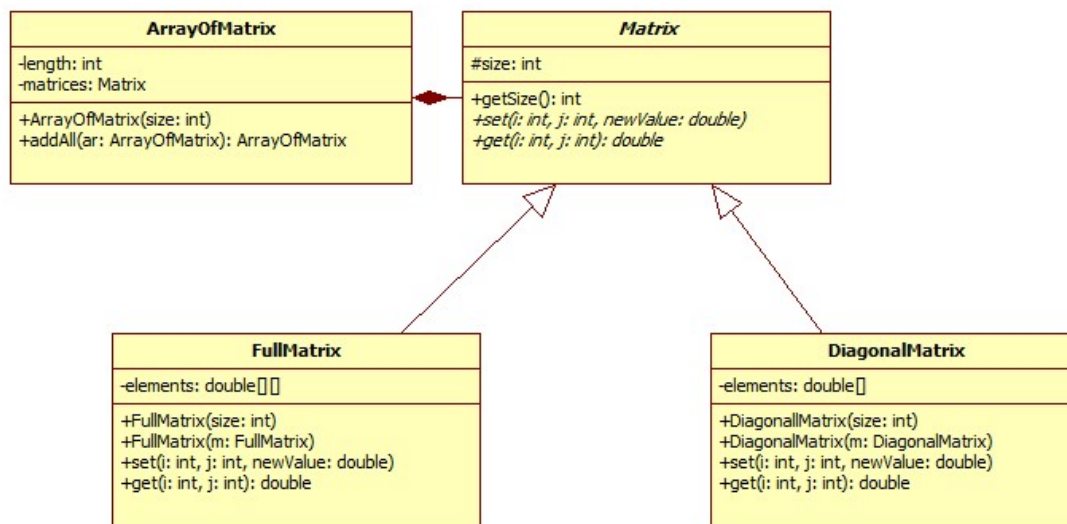 ArrayOfMatrix
-length: int
-matrices: Matrix
+ArrayOfMatrix(size: int)
+addAll(ar: ArrayOfMatrix): ArrayOfMatrix
Matrix
#size: int
+getSize(): int
+set(i: int, j: int, newValue: double)
+get(i: int, j: int): double
FullMatrix
-elements: double[][]
+FullMatrix(size: int)
+FullMatrix(m: FullMatrix)
+set(i: int, j: int, newValue: double)
+get(i: int, j: int): double
DiagonalMatrix
-elements: double[]
+DiagonallMatrix(size: int)
+DiagonalMatrix(m: DiagonalMatrix)
+set(i: int, j: int, newValue: double)
+get(i: int, j: int): double